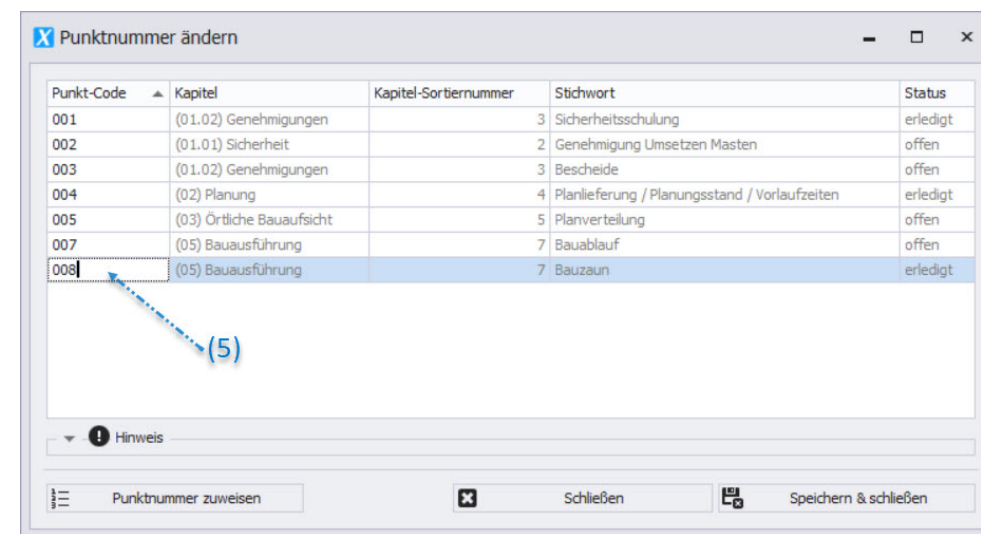 Punktnummer ändern
Punkt-Code Kapitel Kapitel-Sortiernummer Stichwort Status
001 (01.02) Genehmigungen 3 Sicherheitsschulung erledigt
002 (01.01) Sicherheit 2 Genehmigung Umsetzen Masten offen
003 (01.02) Genehmigungen 3 Bescheide offen
004 (02) Planung 4 Planlieferung / Planungsstand / Vorlaufzeiten erledigt
005 (03) Örtliche Bauaufsicht 5 Planverteilung offen
007 (05) Bauausführung 7 Bauablauf offen
008 (05) Bauausführung 7 Bauzaun erledigt
(5)
Hinweis
Punktnummer zuweisen Schließen Speichern & schließen